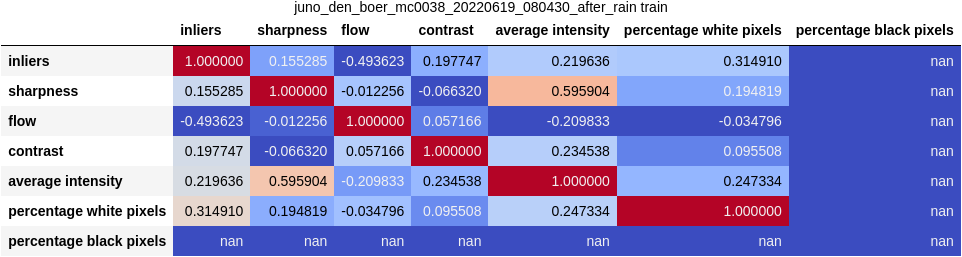 juno_den_boer_mc0038_20220619_080430_after_rain train
inliers sharpness flow contrast average intensity percentage white pixels percentage black pixels
inliers 1.000000 0.155285 -0.493623 0.197747 0.219636 0.314910 nan
sharpness 0.155285 1.000000 -0.012256 -0.066320 0.595904 0.194819 nan
flow -0.493623 -0.012256 1.000000 0.057166 -0.209833 -0.034796 nan
contrast 0.197747 -0.066320 0.057166 1.000000 0.234538 0.095508 nan
average intensity 0.219636 0.595904 -0.209833 0.234538 1.000000 0.247334 nan
percentage white pixels 0.314910 0.194819 -0.034796 0.095508 0.247334 1.000000 nan
percentage black pixels nan nan nan nan nan nan nan